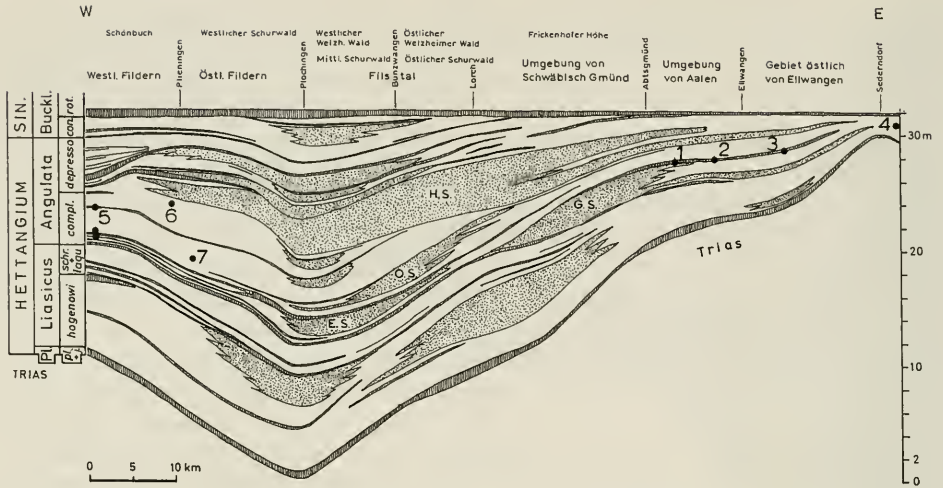 W
E
Schönbuch
Westlicher Schurwald
Westlicher
Welzh. Wald
Östlicher
Welzheimer Wald
Frickenhofer Höhe
Westl. Fildern
Plieningen
Östl. Fildern
Plochingen
Mittl. Schurwald
Bünzwangen
Östlicher Schurwald
Filstal
Lorch
Umgebung von
Schwäbisch Gmünd
Abtsgmünd
Umgebung
von Aalen
Ellwangen
Gebiet östlich
von Ellwangen
Sederndorf
SIN.
HETTANGIUM
Buckl.
Angulata
Liasicus
Pl.
rot.
con.
depressa
compl.
schr.
+
laqu.
hagenowi
TRIAS
H.S.
G.S.
Ö.S.
E.S.
Trias
1
2
3
4
5
6
7
30 m
20
10
2
0
0 5 10 km